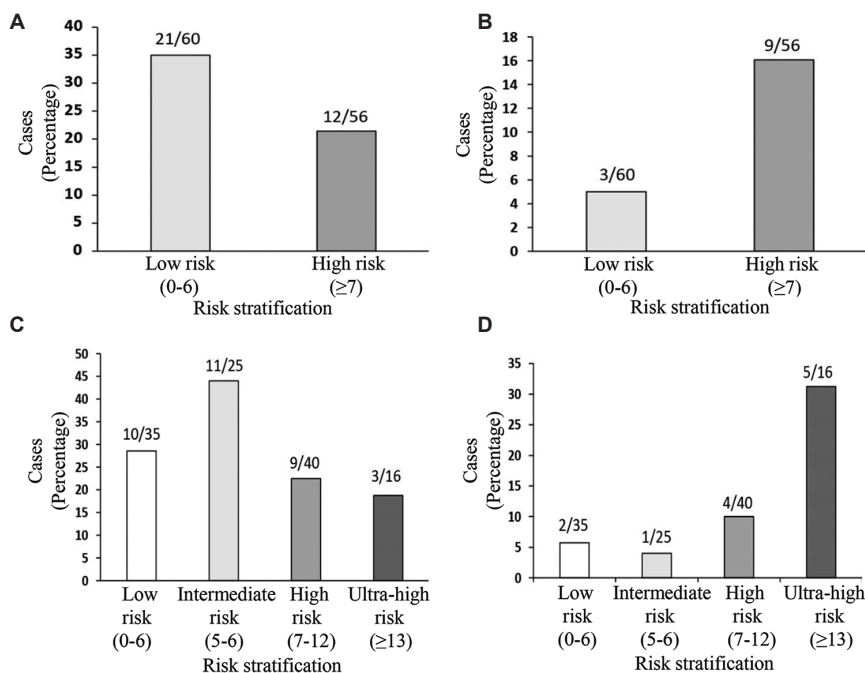 A
40
35
30
25
20
15
10
5
0
Cases
(Percentage)
21/60
12/56
Low risk
(0-6)
High risk
(≥7)
Risk stratification
B
18
16
14
12
10
8
6
4
2
0
Cases
(Percentage)
3/60
9/56
Low risk
(0-6)
High risk
(≥7)
Risk stratification
C
50
45
40
35
30
25
20
15
10
5
0
Cases
(Percentage)
10/35
11/25
9/40
3/16
Low
risk
(0-6)
Intermediate
risk
(5-6)
High
risk
(7-12)
Ultra-high
risk
(≥13)
Risk stratification
D
35
30
25
20
15
10
5
0
Cases
(Percentage)
2/35
1/25
4/40
5/16
Low
risk
(0-6)
Intermediate
risk
(5-6)
High
risk
(7-12)
Ultra-high
risk
(≥13)
Risk stratification